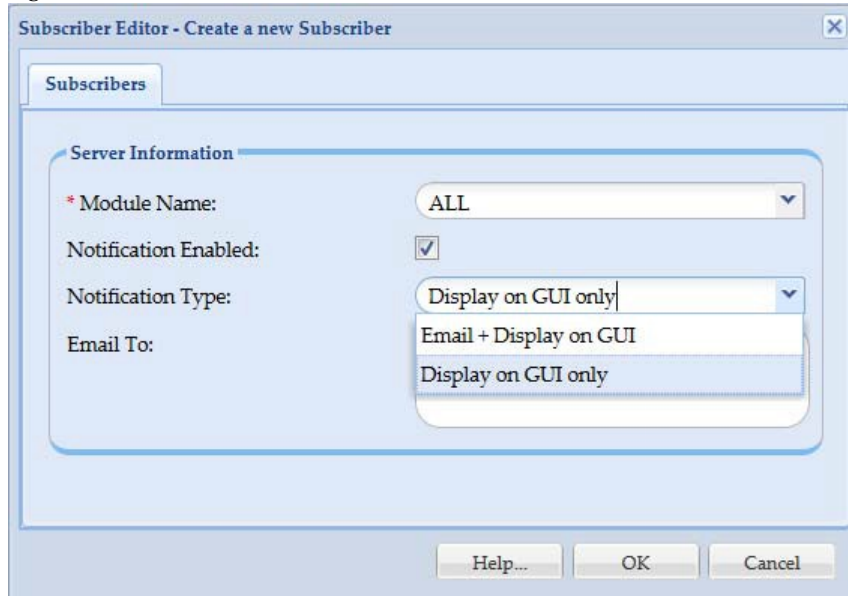 Subscriber Editor - Create a new Subscriber
Subscribers
Server Information
* Module Name:
ALL
Notification Enabled:
Notification Type:
Display on GUI only
Email To:
Email + Display on GUI
Display on GUI only
Help...
OK
Cancel